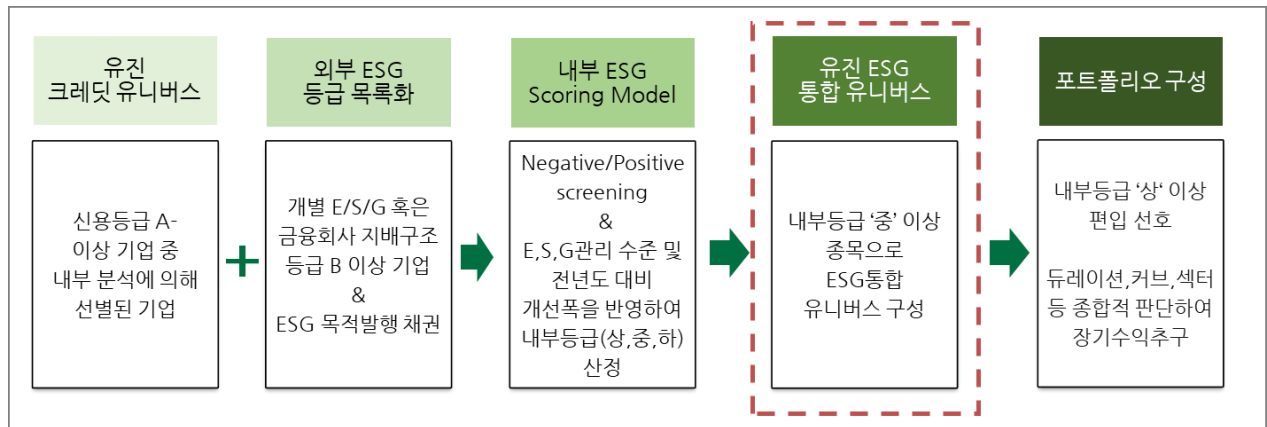 유진
크레딧 유니버스
신용등급 A-
이상 기업 중
내부 분석에 의해
선별된 기업
+
외부 ESG
등급 목록화
개별 E/S/G 혹은
금융회사 지배구조
등급 B 이상 기업
&
ESG 목적발행 채권
내부 ESG
Scoring Model
Negative/Positive
screening
&
E,S,G관리 수준 및
전년도 대비
개선폭을 반영하여
내부등급(상,중,하)
산정
유진 ESG
통합 유니버스
내부등급 ‘중’ 이상
종목으로
ESG통합
유니버스 구성
포트폴리오 구성
내부등급 ‘상‘ 이상
편입 선호
듀레이션,커브,섹터
등 종합적 판단하여
장기수익추구